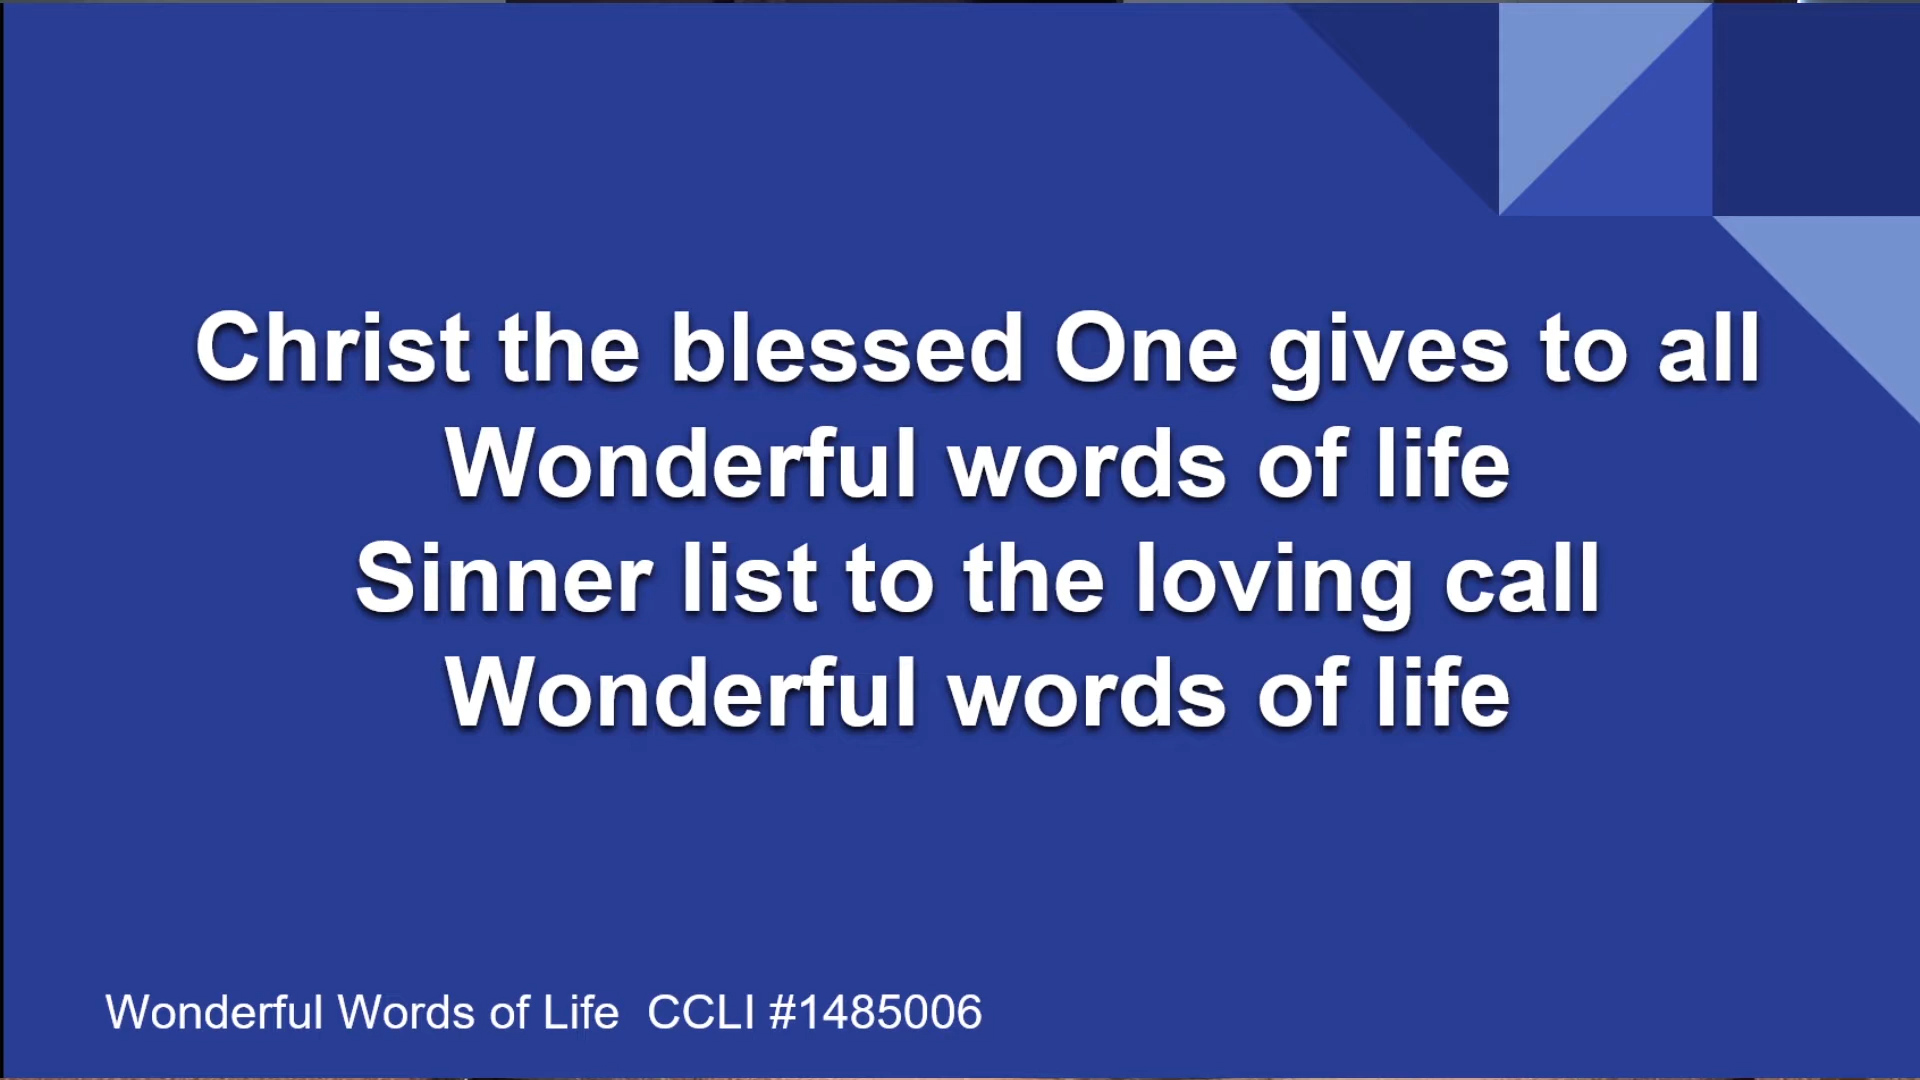 Christ the blessed One gives to all
Wonderful words of life
Sinner list to the loving call
Wonderful words of life
Wonderful Words of Life  CCLI #1485006